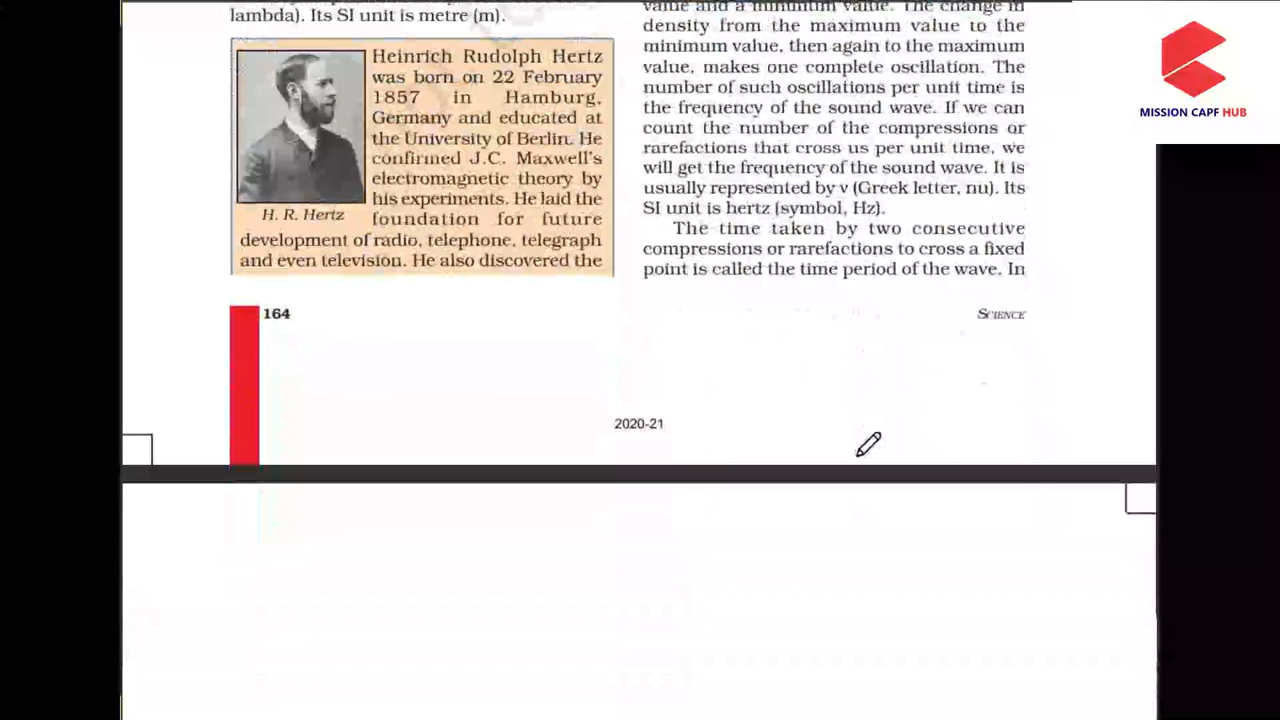 lambda). Its SI unit is metre (m).
Heinrich Rudolph Hertz
was born on 22 February
1857 in Hamburg,
Germany and educated at
the University of Berlin. He
confirmed J.C. Maxwell's
electromagnetic theory by
his experiments. He laid the
foundation for future
development of radio, telephone, telegraph
and even television. He also discovered the
H. R. Hertz
value and a minimum value. The change in
density from the maximum value to the
minimum value, then again to the maximum
value, makes one complete oscillation. The
number of such oscillations per unit time is
the frequency of the sound wave. If we can
count the number of the compressions or
rarefactions that cross us per unit time, we
will get the frequency of the sound wave. It is
usually represented by ν (Greek letter, nu). Its
SI unit is hertz (symbol, Hz).
The time taken by two consecutive
compressions or rarefactions to cross a fixed
point is called the time period of the wave. In
164
SCIENCE
2020-21
MISSION CAPF HUB